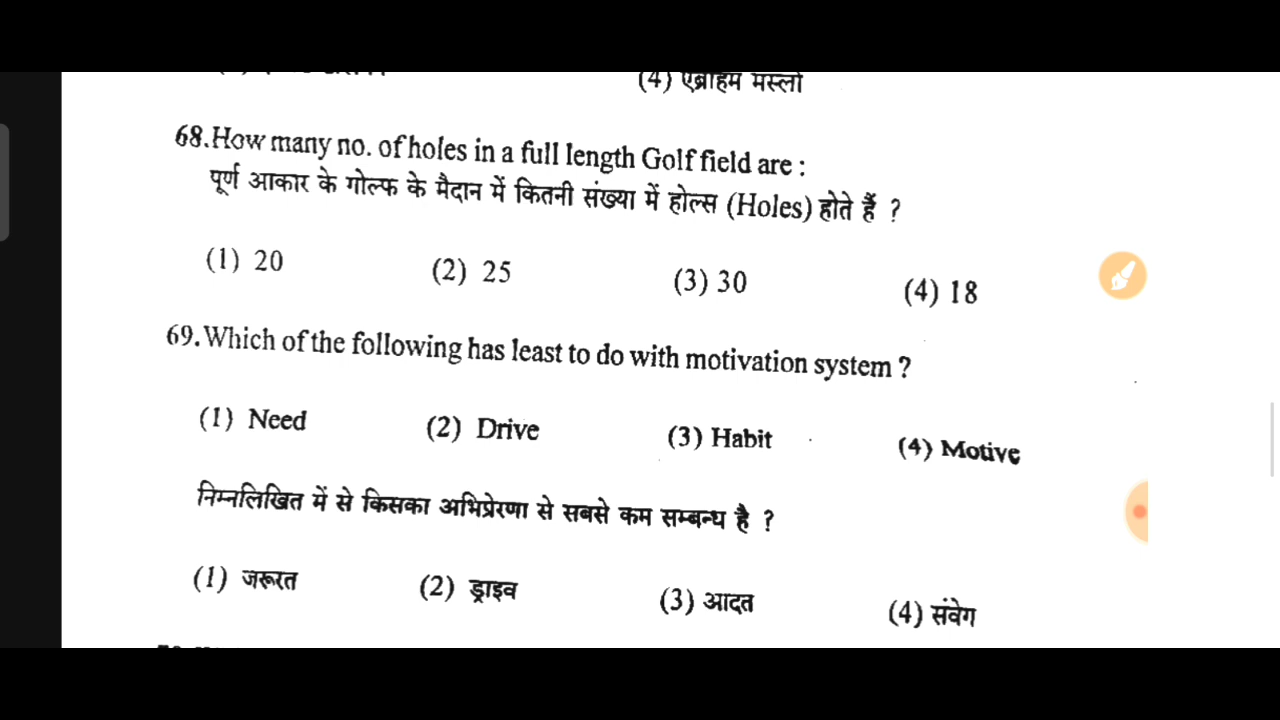 (4) एब्राहम मस्लो
68.How many no. of holes in a full length Golf field are :
पूर्ण आकार के गोल्फ के मैदान में कितनी संख्या में होल्स (Holes) होते हैं ?
(1) 20 (2) 25 (3) 30 (4) 18
69.Which of the following has least to do with motivation system ?
(1) Need (2) Drive (3) Habit (4) Motive
निम्नलिखित में से किसका अभिप्रेरणा से सबसे कम सम्बन्ध है ?
(1) जरूरत (2) ड्राइव (3) आदत (4) संवेग